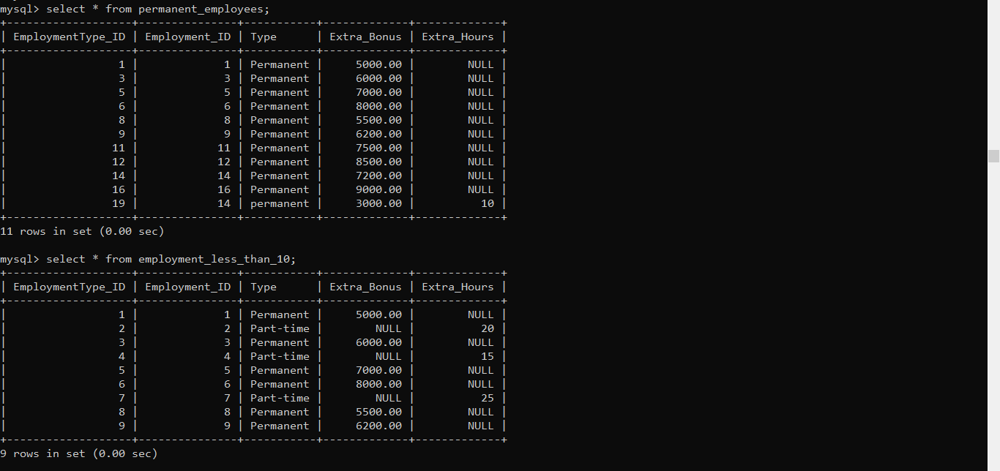 mysql> select * from permanent_employees;
+-------------------+---------------+-----------+-------------+-------------+
| EmploymentType_ID | Employment_ID | Type      | Extra_Bonus | Extra_Hours |
+-------------------+---------------+-----------+-------------+-------------+
|                 1 |             1 | Permanent |     5000.00 |        NULL |
|                 3 |             3 | Permanent |     6000.00 |        NULL |
|                 5 |             5 | Permanent |     7000.00 |        NULL |
|                 6 |             6 | Permanent |     8000.00 |        NULL |
|                 8 |             8 | Permanent |     5500.00 |        NULL |
|                 9 |             9 | Permanent |     6200.00 |        NULL |
|                11 |            11 | Permanent |     7500.00 |        NULL |
|                12 |            12 | Permanent |     8500.00 |        NULL |
|                14 |            14 | Permanent |     7200.00 |        NULL |
|                16 |            16 | Permanent |     9000.00 |        NULL |
|                19 |            14 | permanent |     3000.00 |          10 |
+-------------------+---------------+-----------+-------------+-------------+
11 rows in set (0.00 sec)

mysql> select * from employment_less_than_10;
+-------------------+---------------+-----------+-------------+-------------+
| EmploymentType_ID | Employment_ID | Type      | Extra_Bonus | Extra_Hours |
+-------------------+---------------+-----------+-------------+-------------+
|                 1 |             1 | Permanent |     5000.00 |        NULL |
|                 2 |             2 | Part-time |        NULL |          20 |
|                 3 |             3 | Permanent |     6000.00 |        NULL |
|                 4 |             4 | Part-time |        NULL |          15 |
|                 5 |             5 | Permanent |     7000.00 |        NULL |
|                 6 |             6 | Permanent |     8000.00 |        NULL |
|                 7 |             7 | Part-time |        NULL |          25 |
|                 8 |             8 | Permanent |     5500.00 |        NULL |
|                 9 |             9 | Permanent |     6200.00 |        NULL |
+-------------------+---------------+-----------+-------------+-------------+
9 rows in set (0.00 sec)